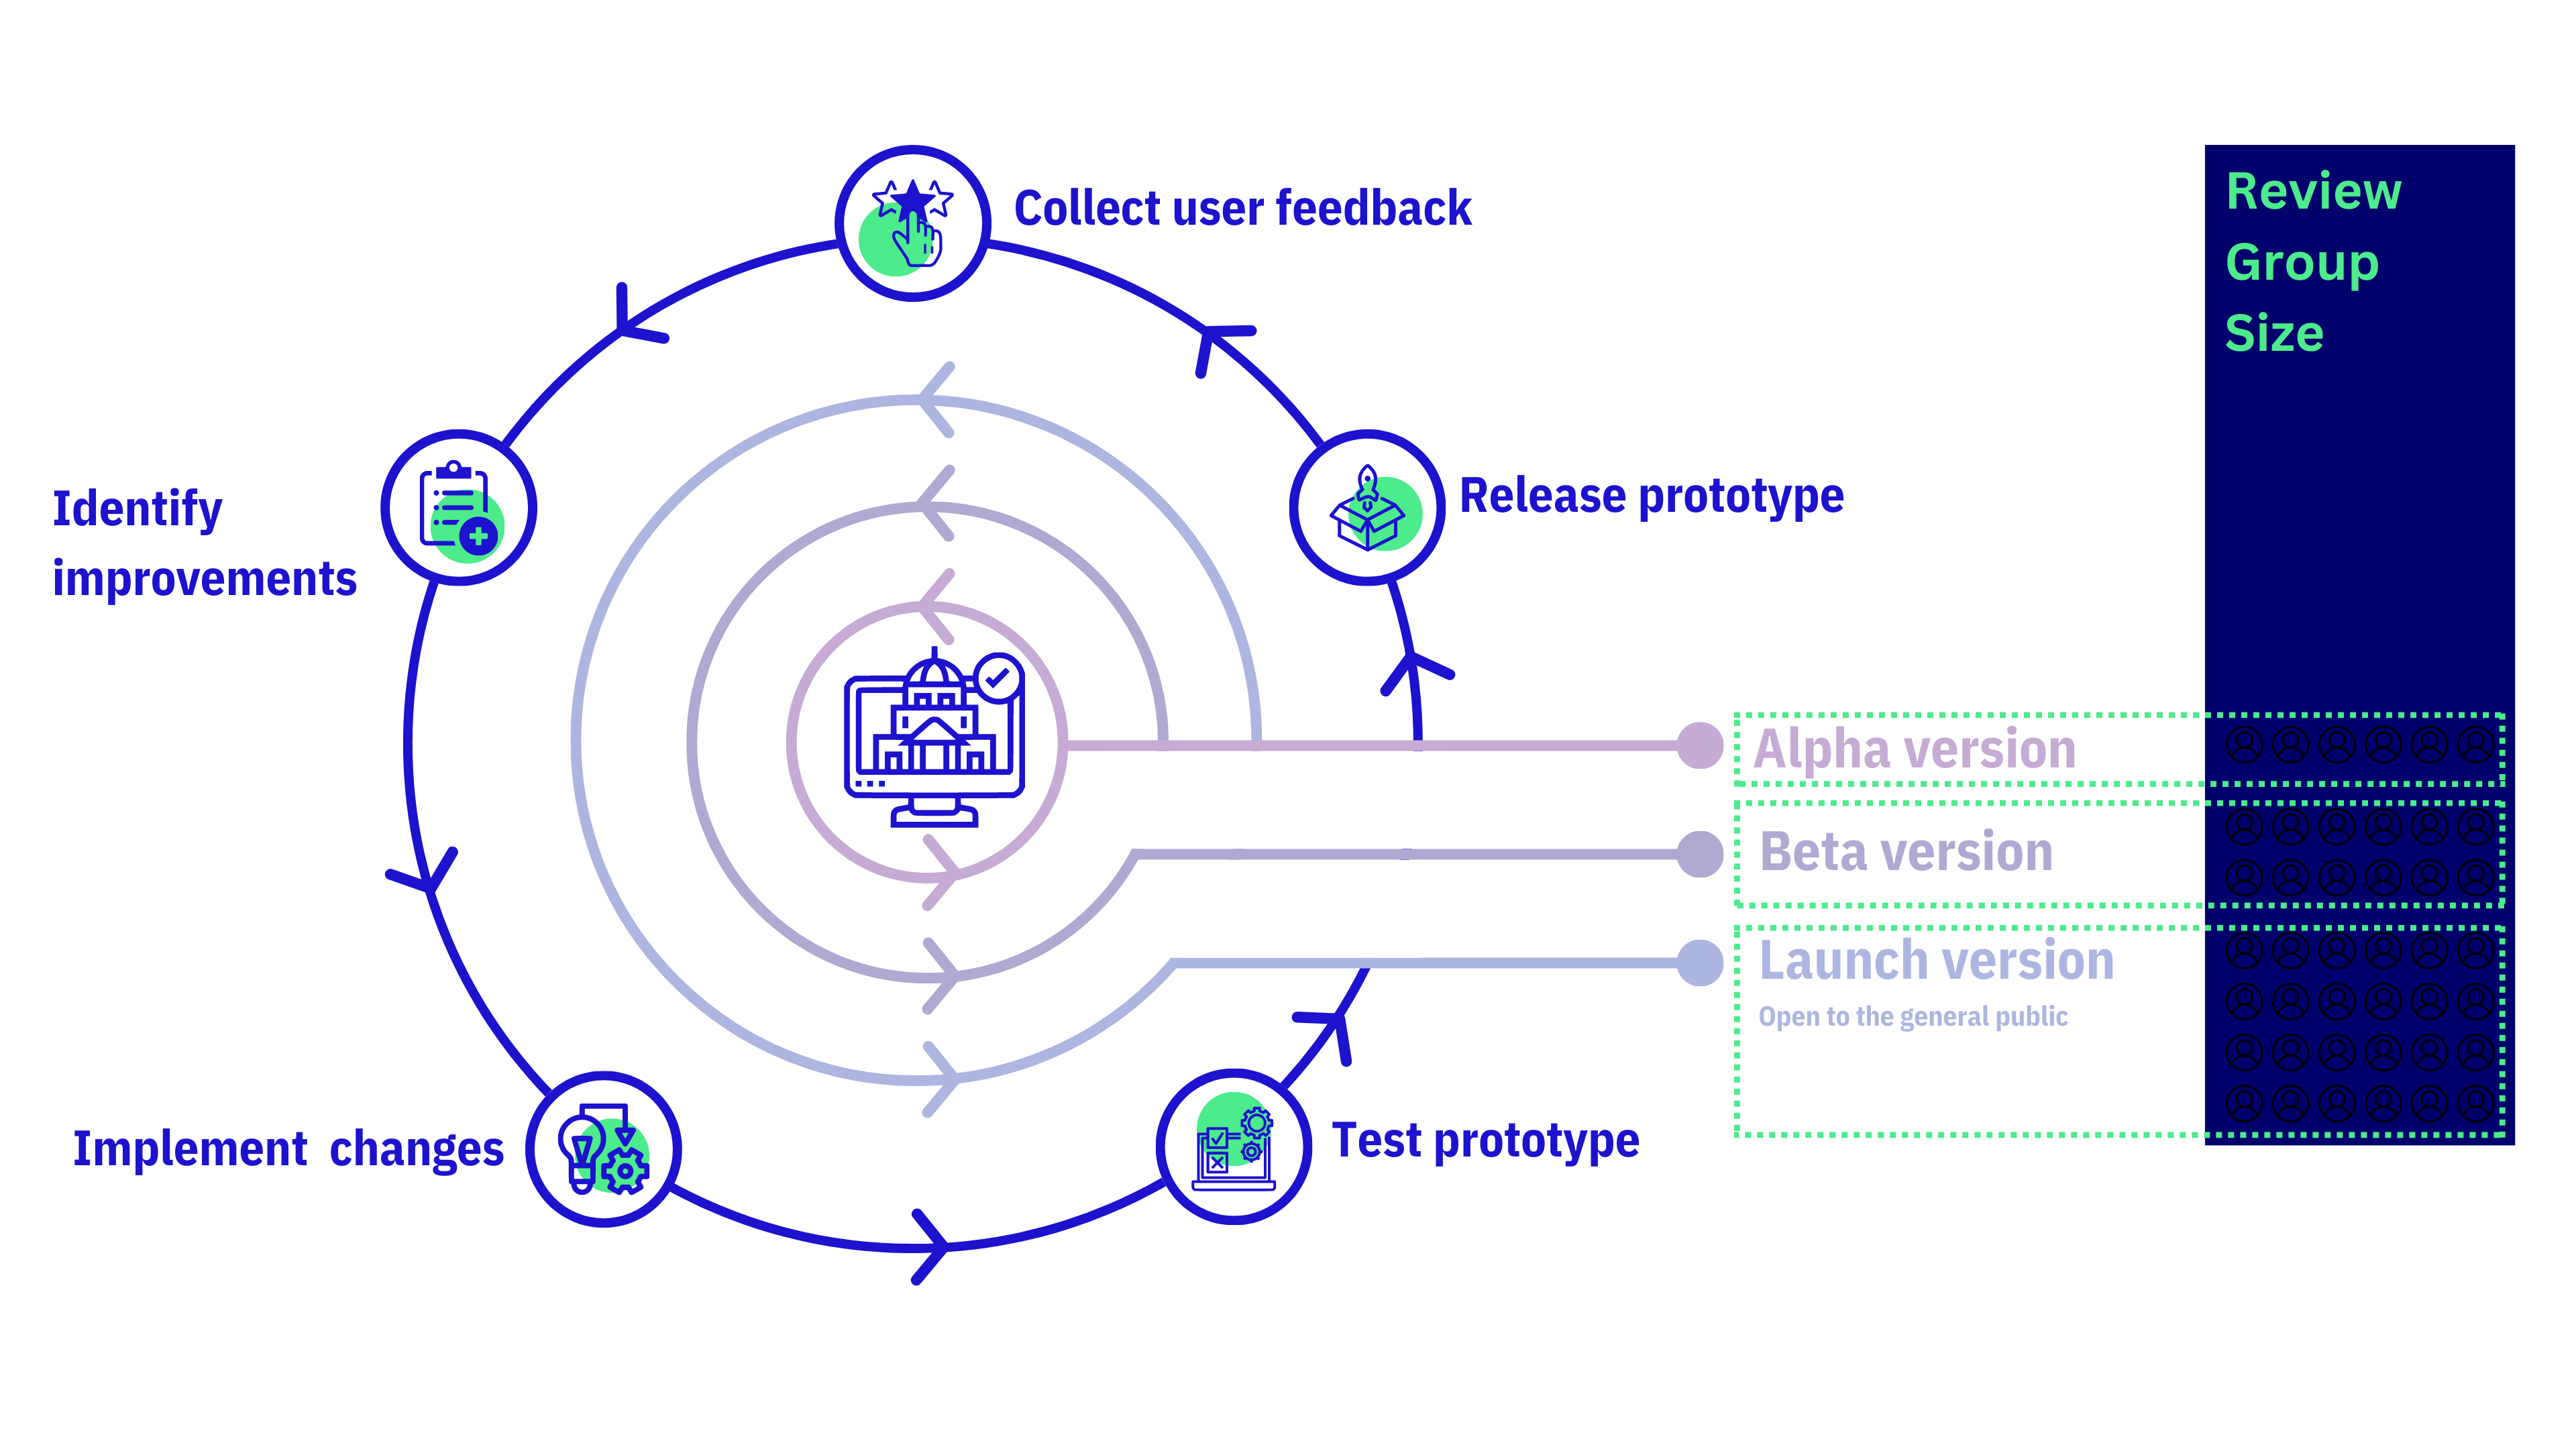 Collect user feedback
Review
Group
Size
Release prototype
Identify
improvements
Alpha version
Beta version
Launch version
Open to the general public
Implement  changes
Test prototype